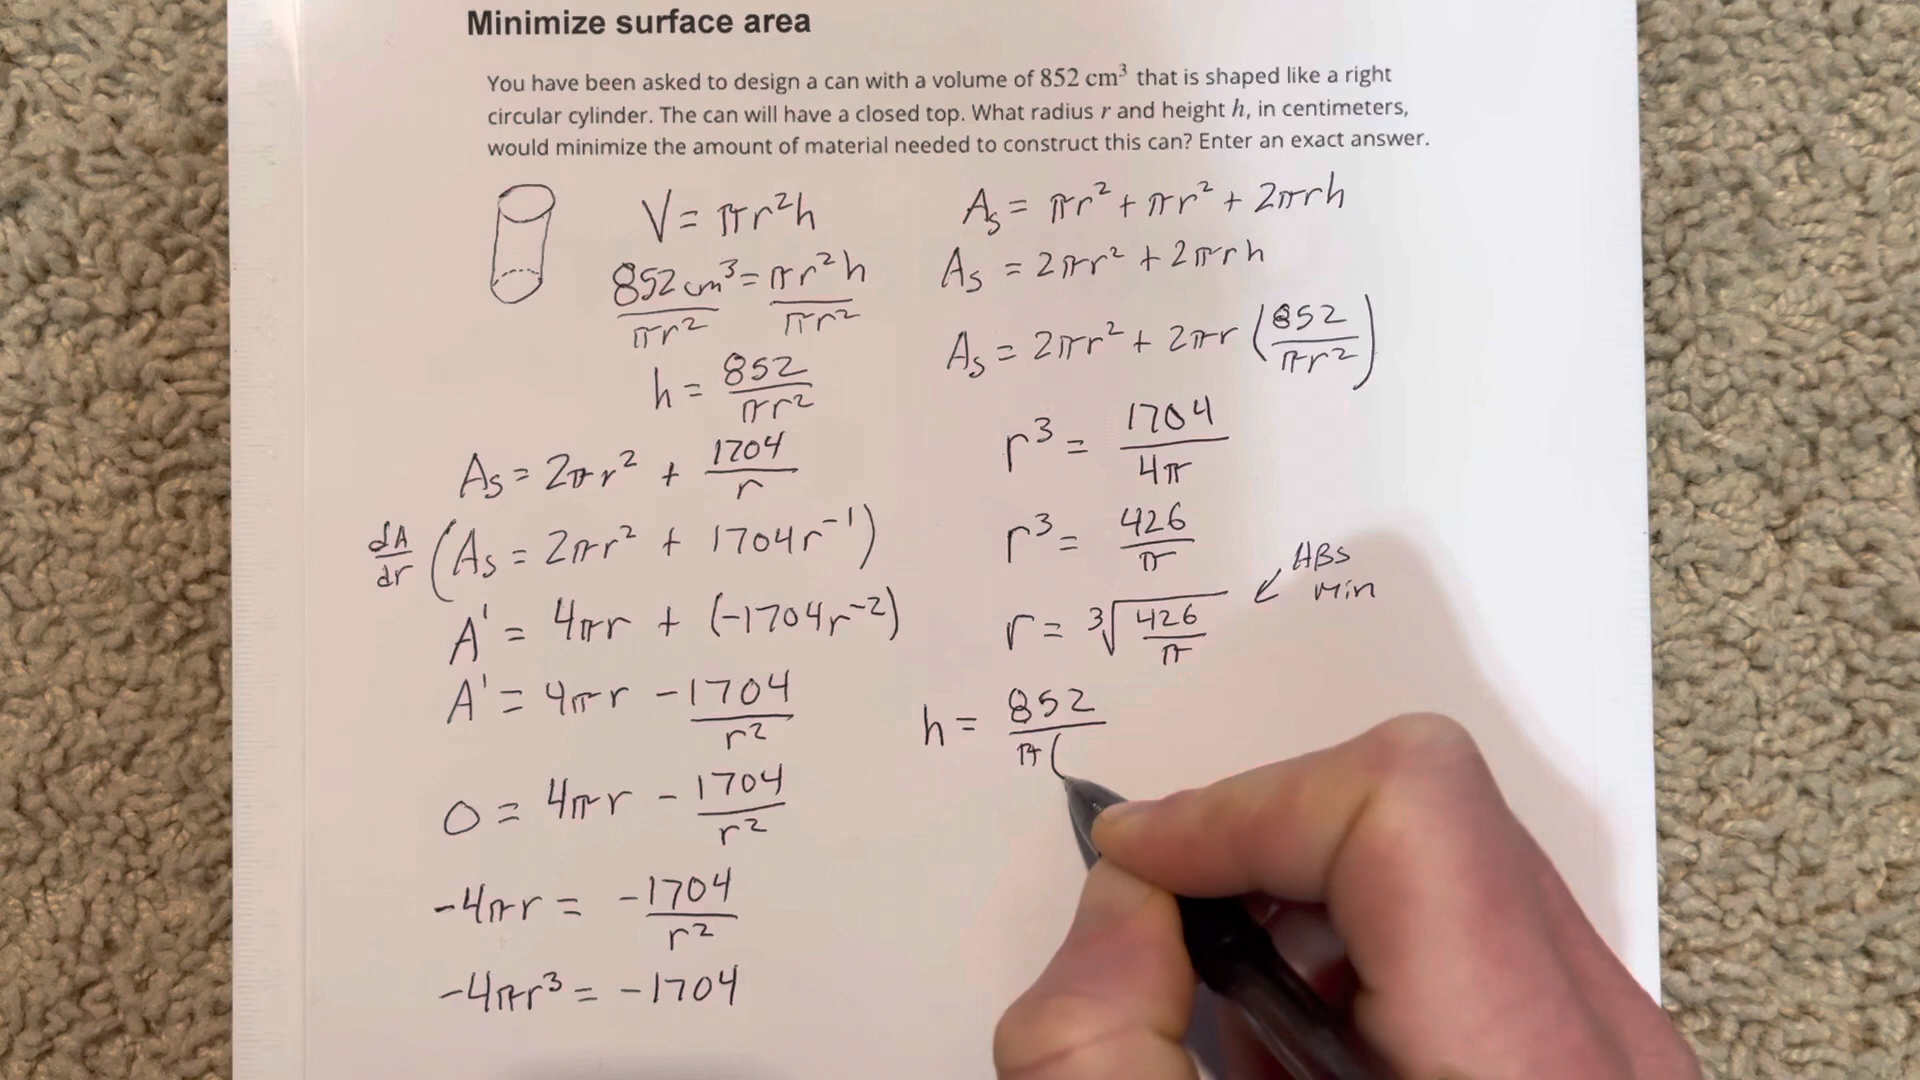 Minimize surface area
You have been asked to design a can with a volume of 852 cm³ that is shaped like a right
circular cylinder. The can will have a closed top. What radius r and height h, in centimeters,
would minimize the amount of material needed to construct this can? Enter an exact answer.
V = πr²h
852 cm³ = πr²h
πr² πr²
h = 852
πr²
As = 2πr² + 1704
r
dA/dr (As = 2πr² + 1704r⁻¹)
A' = 4πr + (-1704r⁻²)
A' = 4πr - 1704
r²
0 = 4πr - 1704
r²
-4πr = -1704
r²
-4πr³ = -1704
As = πr² + πr² + 2πrh
As = 2πr² + 2πrh
As = 2πr² + 2πr (852
πr²)
r³ = 1704
4π
r³ = 426
π
r = ³√426
π
ABS
Min
h = 852
π(